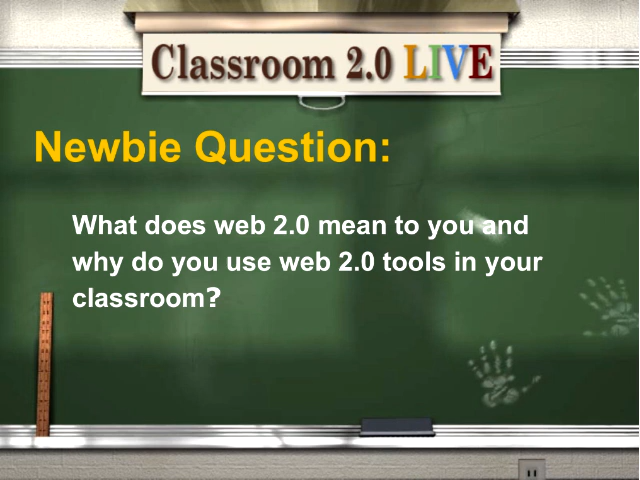 Classroom 2.0 LIVE
Newbie Question:
What does web 2.0 mean to you and
why do you use web 2.0 tools in your
classroom?